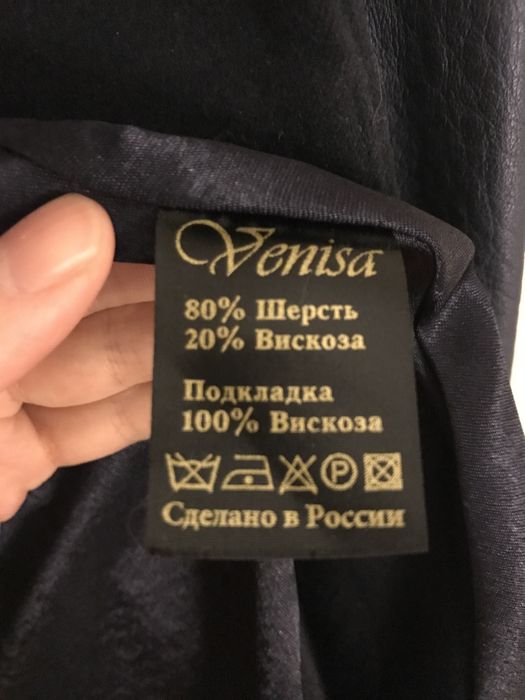 Venisa
80% Шерсть
20% Вискоза
Подкладка
100% Вискоза
P
Сделано в России